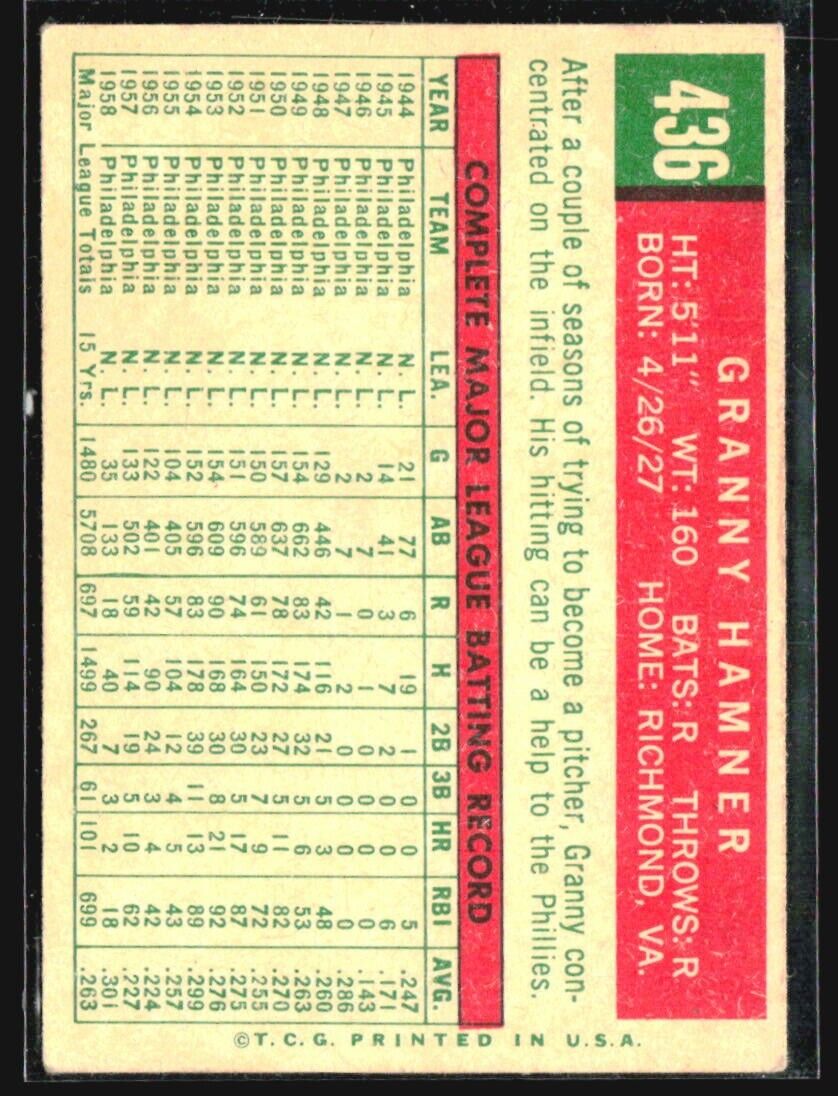 436
GRANNY HAMNER
HT: 5'11" WT: 160 BATS: R THROWS: R
BORN: 4/26/27 HOME: RICHMOND, VA.
After a couple of seasons of trying to become a pitcher, Granny con-
centrated on the infield. His hitting can be a help to the Phillies.
COMPLETE MAJOR LEAGUE BATTING RECORD
YEAR TEAM LEA. G AB R H 2B 3B HR RBI AVG.
1944 Philadelphia N. L. 21 77 6 19 1 0 0 5 .247
1945 Philadelphia N. L. 14 41 3 7 2 0 0 6 .171
1946 Philadelphia N. L. 2 7 0 1 0 0 0 0 .143
1947 Philadelphia N. L. 2 7 1 2 0 0 0 0 .286
1948 Philadelphia N. L. 129 446 42 116 21 5 3 48 .260
1949 Philadelphia N. L. 154 662 83 174 32 5 6 53 .263
1950 Philadelphia N. L. 157 637 78 172 27 5 11 82 .270
1951 Philadelphia N. L. 150 589 61 150 23 7 9 72 .255
1952 Philadelphia N. L. 151 596 74 164 30 5 17 87 .275
1953 Philadelphia N. L. 154 609 90 168 30 8 21 92 .276
1954 Philadelphia N. L. 152 596 83 178 39 11 13 89 .299
1955 Philadelphia N. L. 104 405 57 104 12 4 5 43 .257
1956 Philadelphia N. L. 122 401 42 90 24 3 4 42 .224
1957 Philadelphia N. L. 133 502 59 114 19 5 10 62 .227
1958 Philadelphia N. L. 35 133 18 40 7 3 2 18 .301
Major League Totals 15 Yrs. 1480 5708 697 1499 267 61 101 699 .263
©T. C. G. PRINTED IN U.S.A.